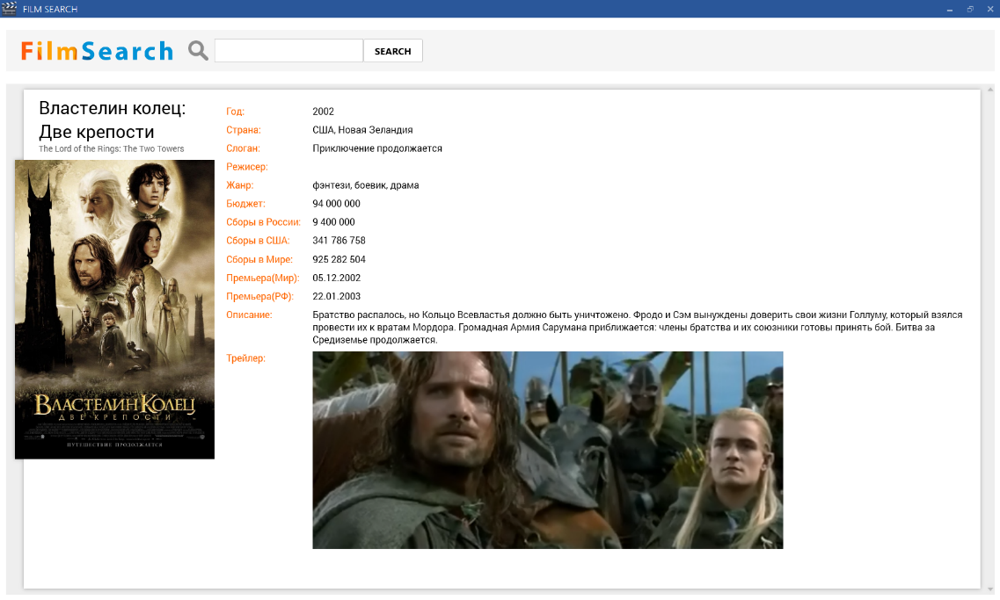 FILM SEARCH
FilmSearch
SEARCH
Властелин колец:
Две крепости
The Lord of the Rings: The Two Towers
Год: 2002
Страна: США, Новая Зеландия
Слоган: Приключение продолжается
Режисер:
Жанр: фэнтези, боевик, драма
Бюджет: 94 000 000
Сборы в России: 9 400 000
Сборы в США: 341 786 758
Сборы в Мире: 925 282 504
Премьера(Мир): 05.12.2002
Премьера(РФ): 22.01.2003
Описание: Братство распалось, но Кольцо Всевластья должно быть уничтожено. Фродо и Сэм вынуждены доверить свои жизни Голлуму, который взялся
провести их к вратам Мордора. Громадная Армия Сарумана приближается: члены братства и их союзники готовы принять бой. Битва за
Средиземье продолжается.
Трейлер:
Властелин Колец
ДВЕ КРЕПОСТИ
ПУТЕШЕСТВИЕ ПРОДОЛЖАЕТСЯ